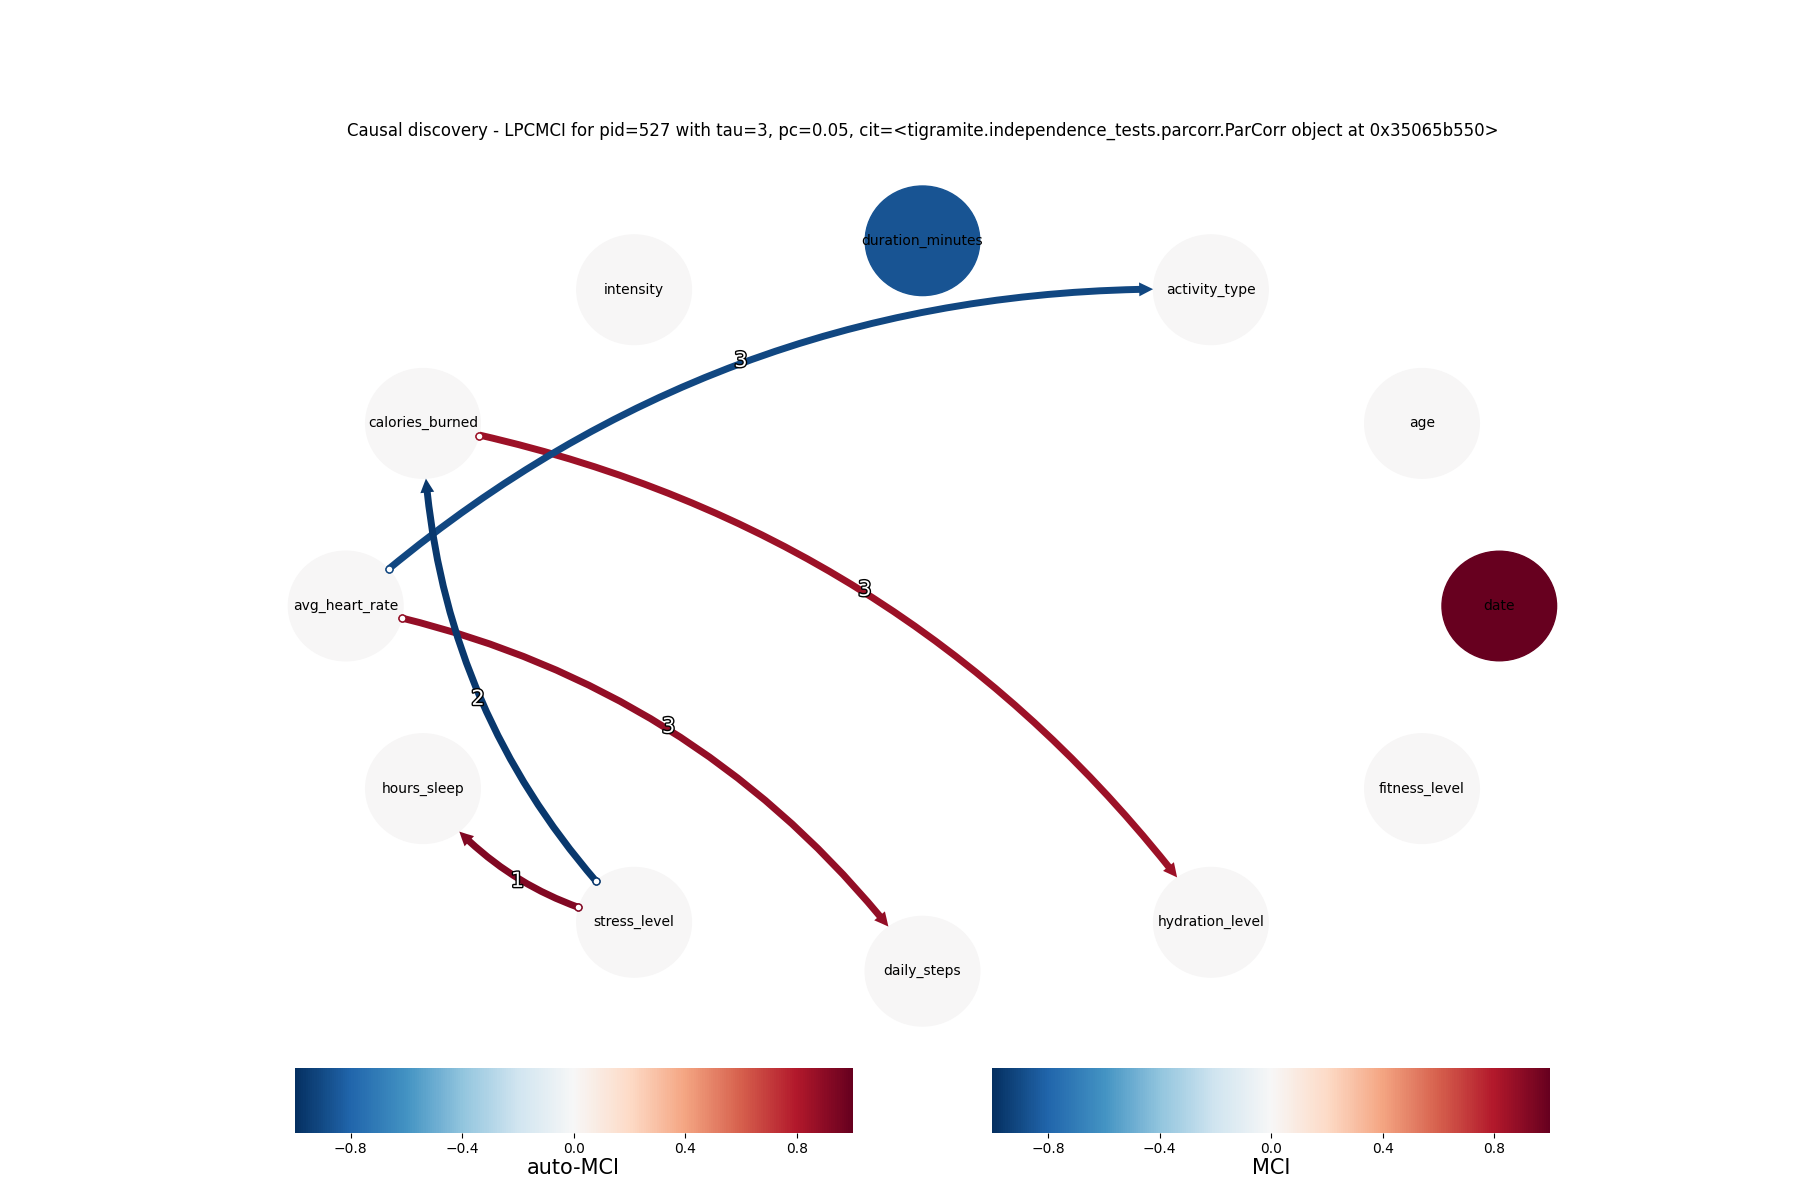 Causal discovery - LPCMCI for pid=527 with tau=3, pc=0.05, cit=<tigramite.independence_tests.parcorr.ParCorr object at 0x35065b550>
duration_minutes
intensity
activity_type
3
calories_burned
age
3
avg_heart_rate
date
2
3
hours_sleep
fitness_level
1
stress_level
hydration_level
daily_steps
−0.8 −0.4 0.0 0.4 0.8
auto-MCI
−0.8 −0.4 0.0 0.4 0.8
MCI